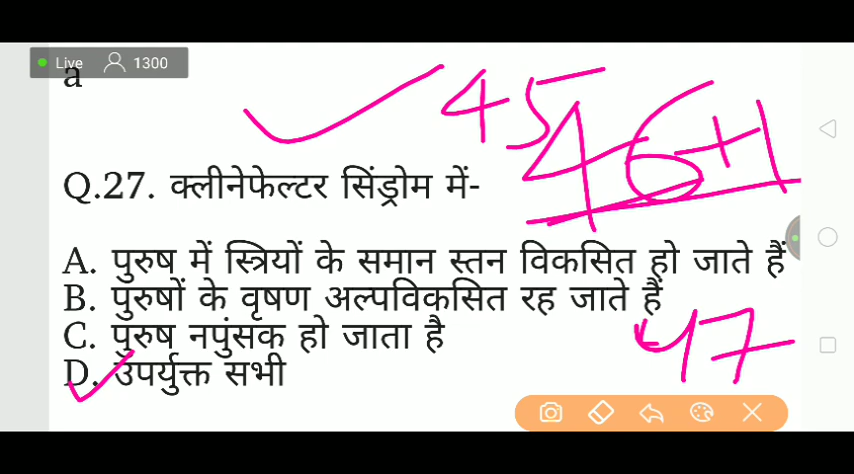 Live 1300
a
45
46+1
Q.27. क्लीनेफेल्टर सिंड्रोम में-
A. पुरुष में स्त्रियों के समान स्तन विकसित हो जाते हैं
B. पुरुषों के वृषण अल्पविकसित रह जाते हैं
C. पुरुष नपुंसक हो जाता है
47
D. उपर्युक्त सभी